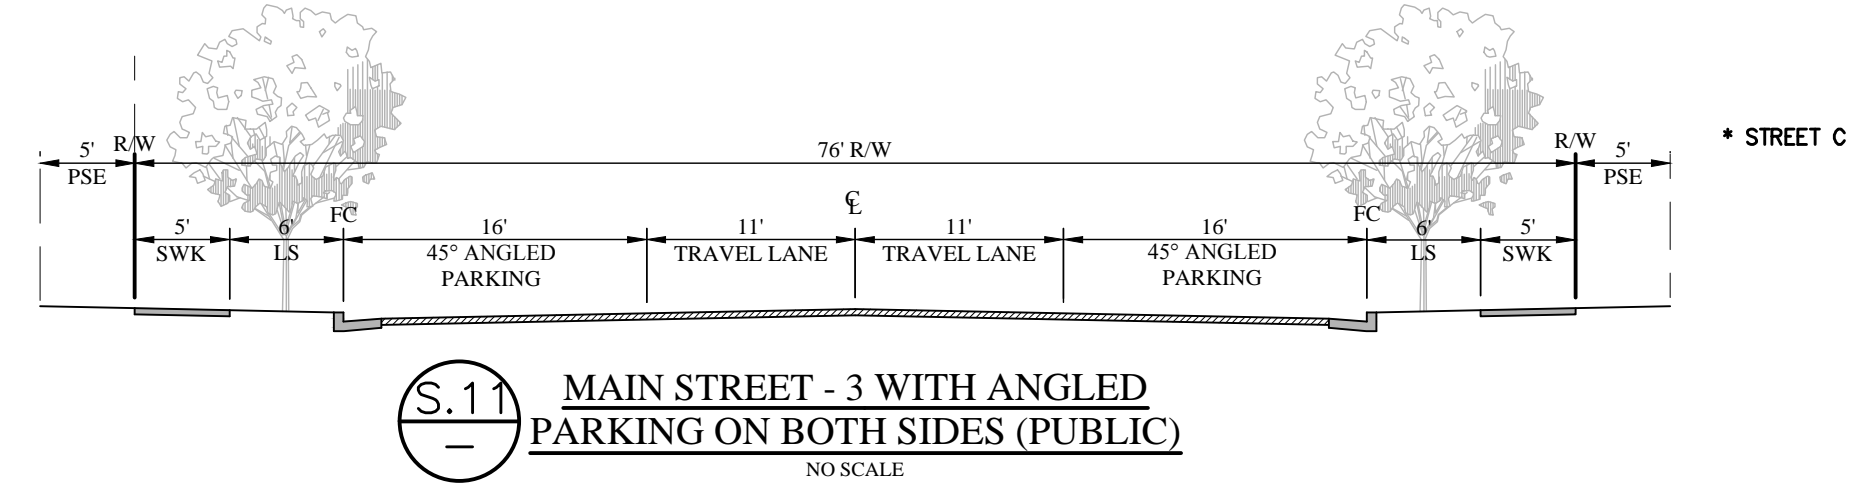 5' R/W 76' R/W R/W 5'
PSE PSE
* STREET C
℄
FC FC
5' 6' 16' 11' 11' 16' 6' 5'
SWK LS 45° ANGLED TRAVEL LANE TRAVEL LANE 45° ANGLED LS SWK
PARKING PARKING
S.11
–
MAIN STREET - 3 WITH ANGLED
PARKING ON BOTH SIDES (PUBLIC)
NO SCALE